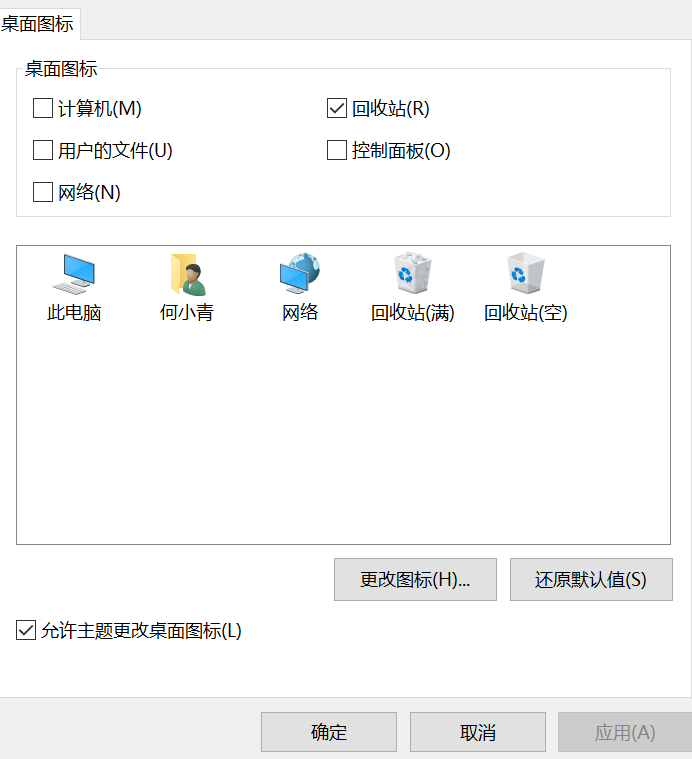 桌面图标
桌面图标
计算机(M)
回收站(R)
用户的文件(U)
控制面板(O)
网络(N)
此电脑
何小青
网络
回收站(满)
回收站(空)
更改图标(H)...
还原默认值(S)
允许主题更改桌面图标(L)
确定
取消
应用(A)